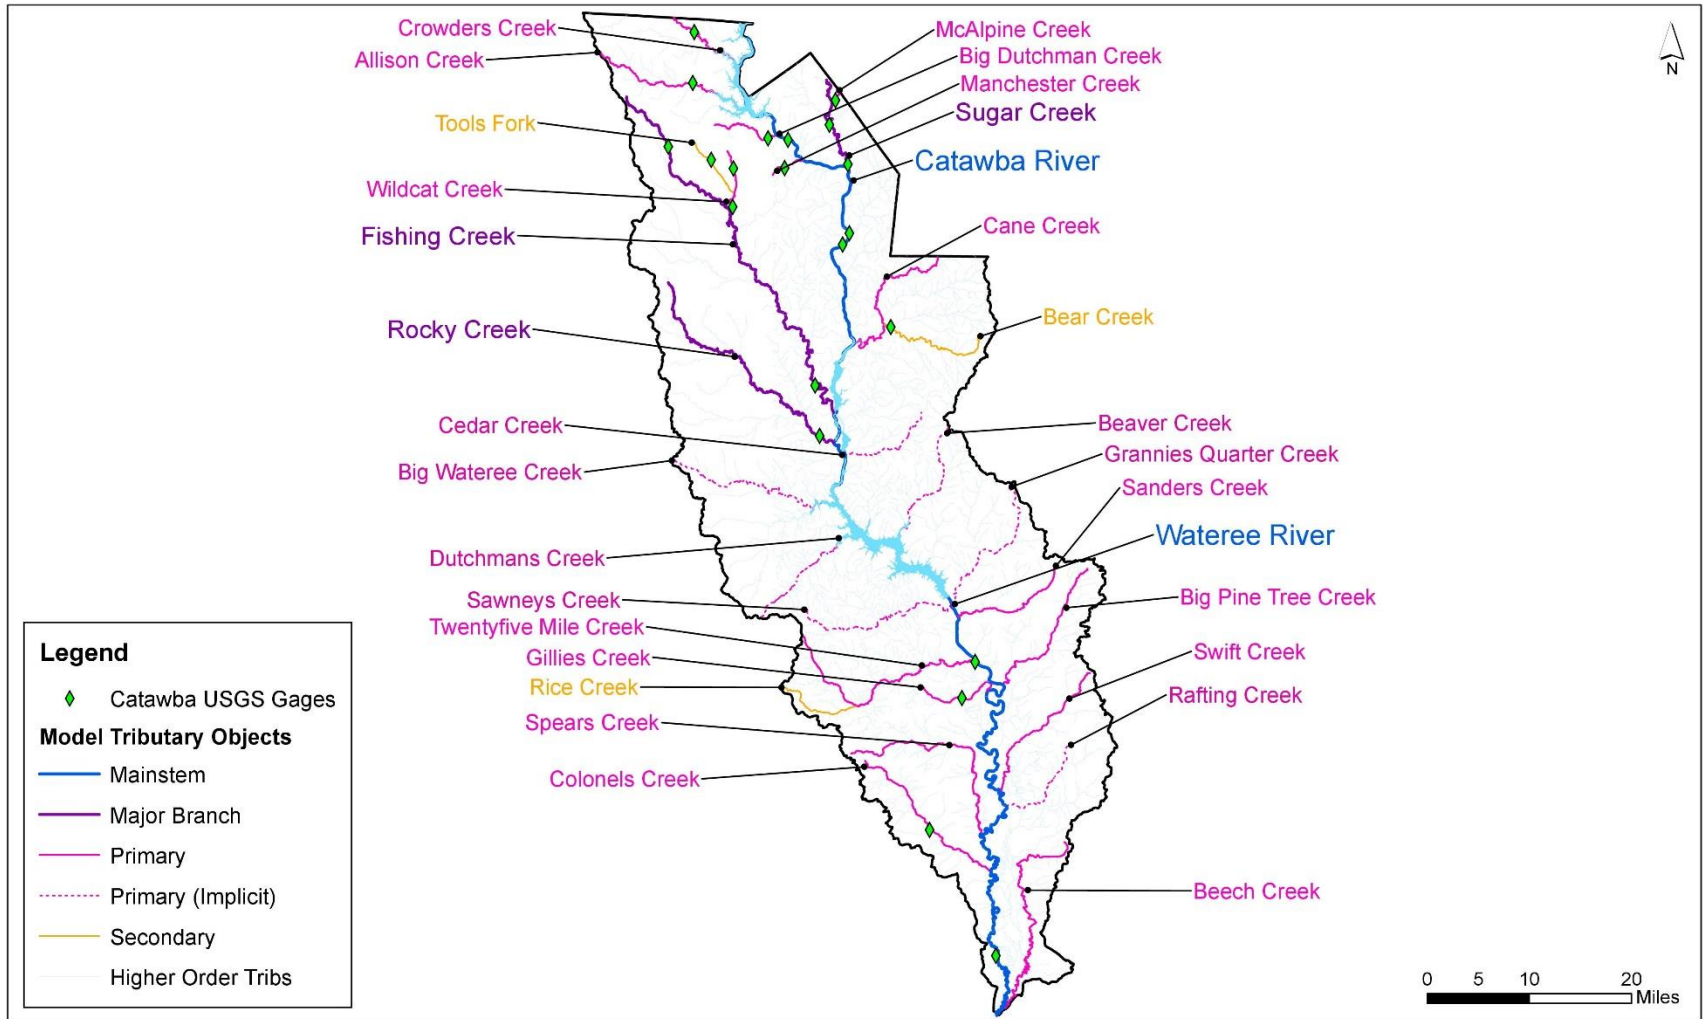 Crowders Creek
Allison Creek
Tools Fork
Wildcat Creek
Fishing Creek
Rocky Creek
Cedar Creek
Big Wateree Creek
Dutchmans Creek
Sawneys Creek
Twentyfive Mile Creek
Gillies Creek
Rice Creek
Spears Creek
Colonels Creek
McAlpine Creek
Big Dutchman Creek
Manchester Creek
Sugar Creek
Catawba River
Cane Creek
Bear Creek
Beaver Creek
Grannies Quarter Creek
Sanders Creek
Wateree River
Big Pine Tree Creek
Swift Creek
Rafting Creek
Beech Creek
N
Legend
Catawba USGS Gages
Model Tributary Objects
Mainstem
Major Branch
Primary
Primary (Implicit)
Secondary
Higher Order Tribs
0 5 10 20
Miles